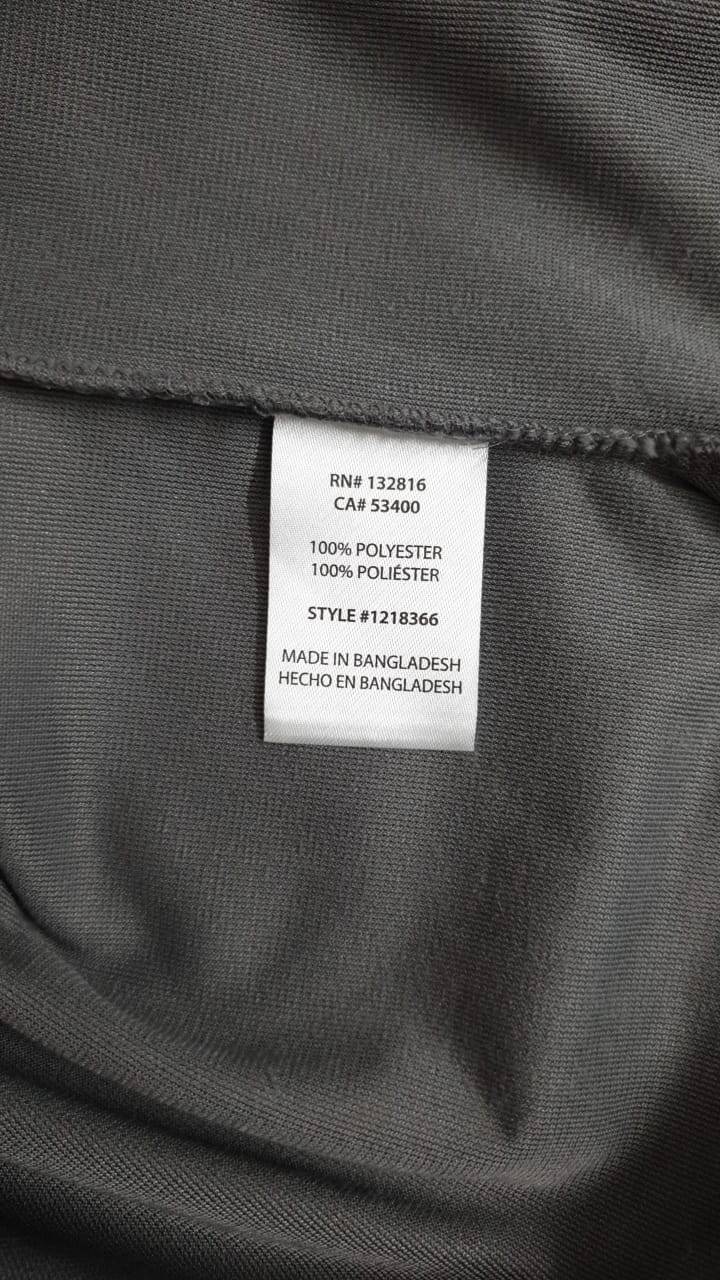 RN# 132816
CA# 53400
100% POLYESTER
100% POLIÉSTER
STYLE #1218366
MADE IN BANGLADESH
HECHO EN BANGLADESH